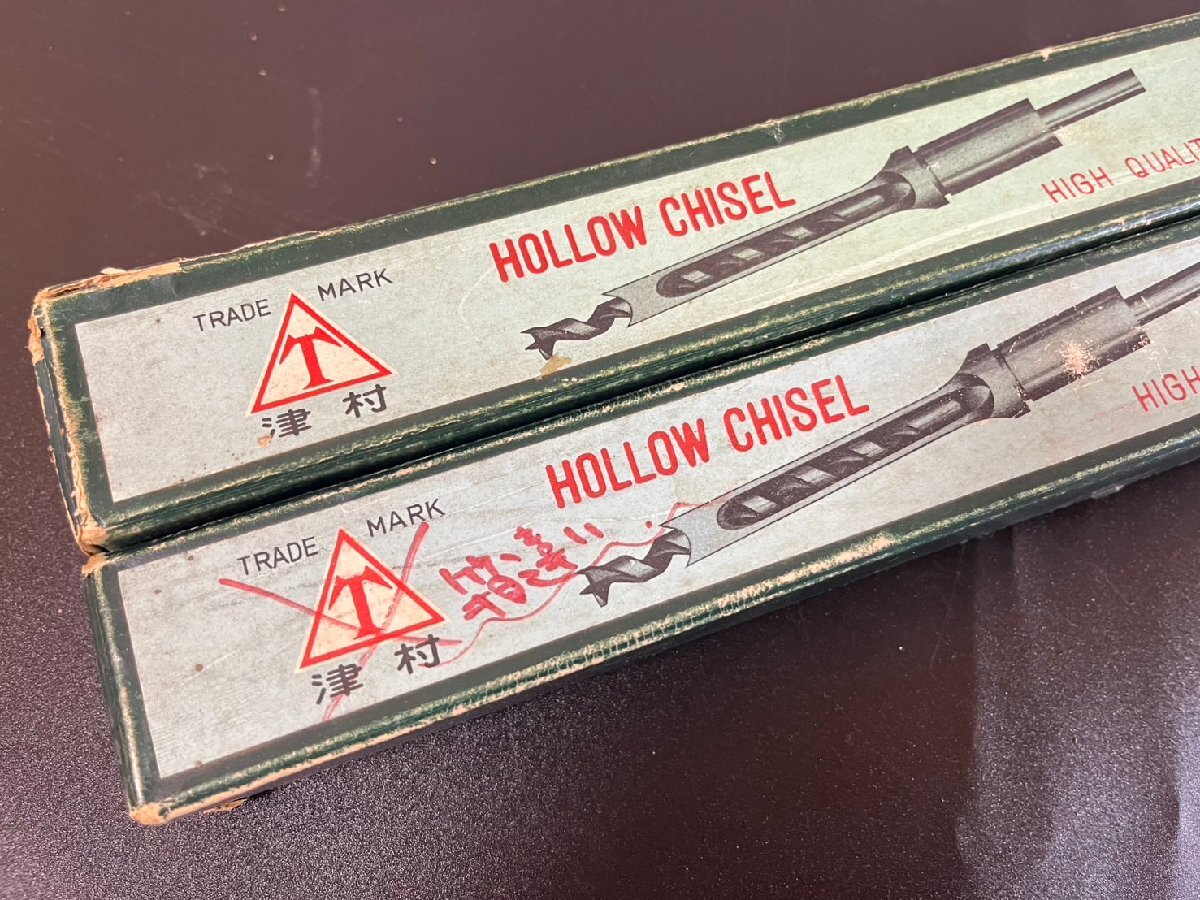 TRADE MARK
T
津村
HOLLOW CHISEL
HIGH QUALIT
TRADE MARK
T
津村
HOLLOW CHISEL
HIGH